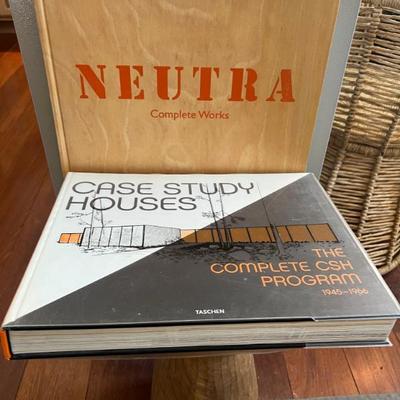 NEUTRA
Complete Works
CASE STUDY
HOUSES
THE
COMPLETE CSH
PROGRAM
1945-1966
TASCHEN